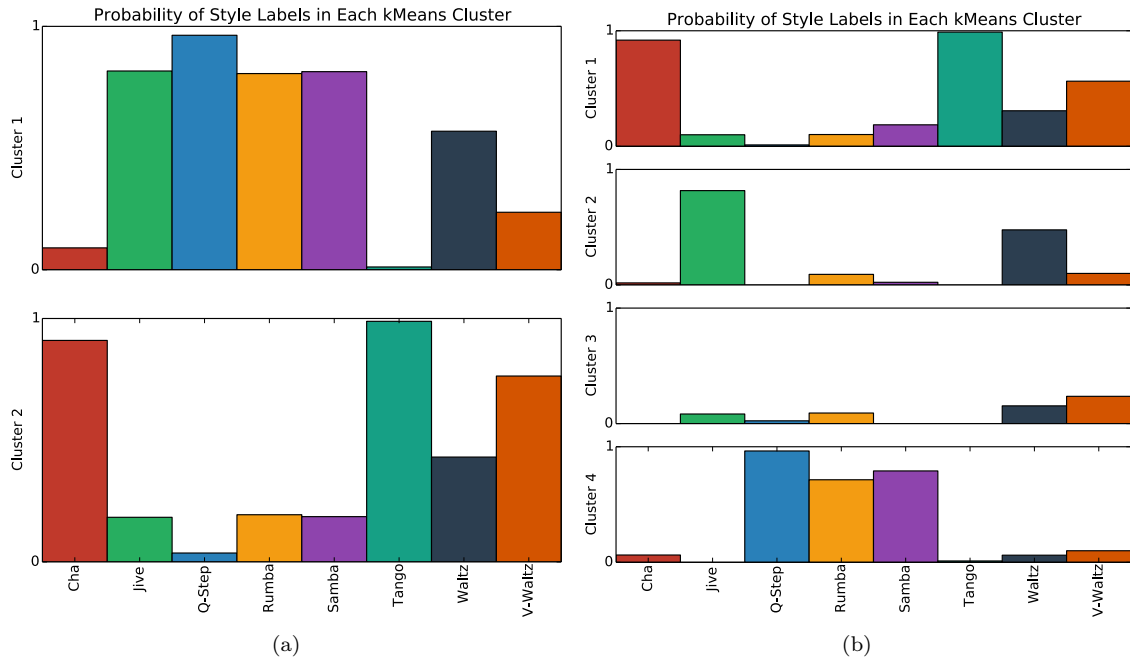 Probability of Style Labels in Each kMeans Cluster
1
Cluster 1
0
1
Cluster 2
0
Cha
Jive
Q-Step
Rumba
Samba
Tango
Waltz
V-Waltz
(a)
Probability of Style Labels in Each kMeans Cluster
1
Cluster 1
0
1
Cluster 2
0
1
Cluster 3
0
1
Cluster 4
0
Cha
Jive
Q-Step
Rumba
Samba
Tango
Waltz
V-Waltz
(b)